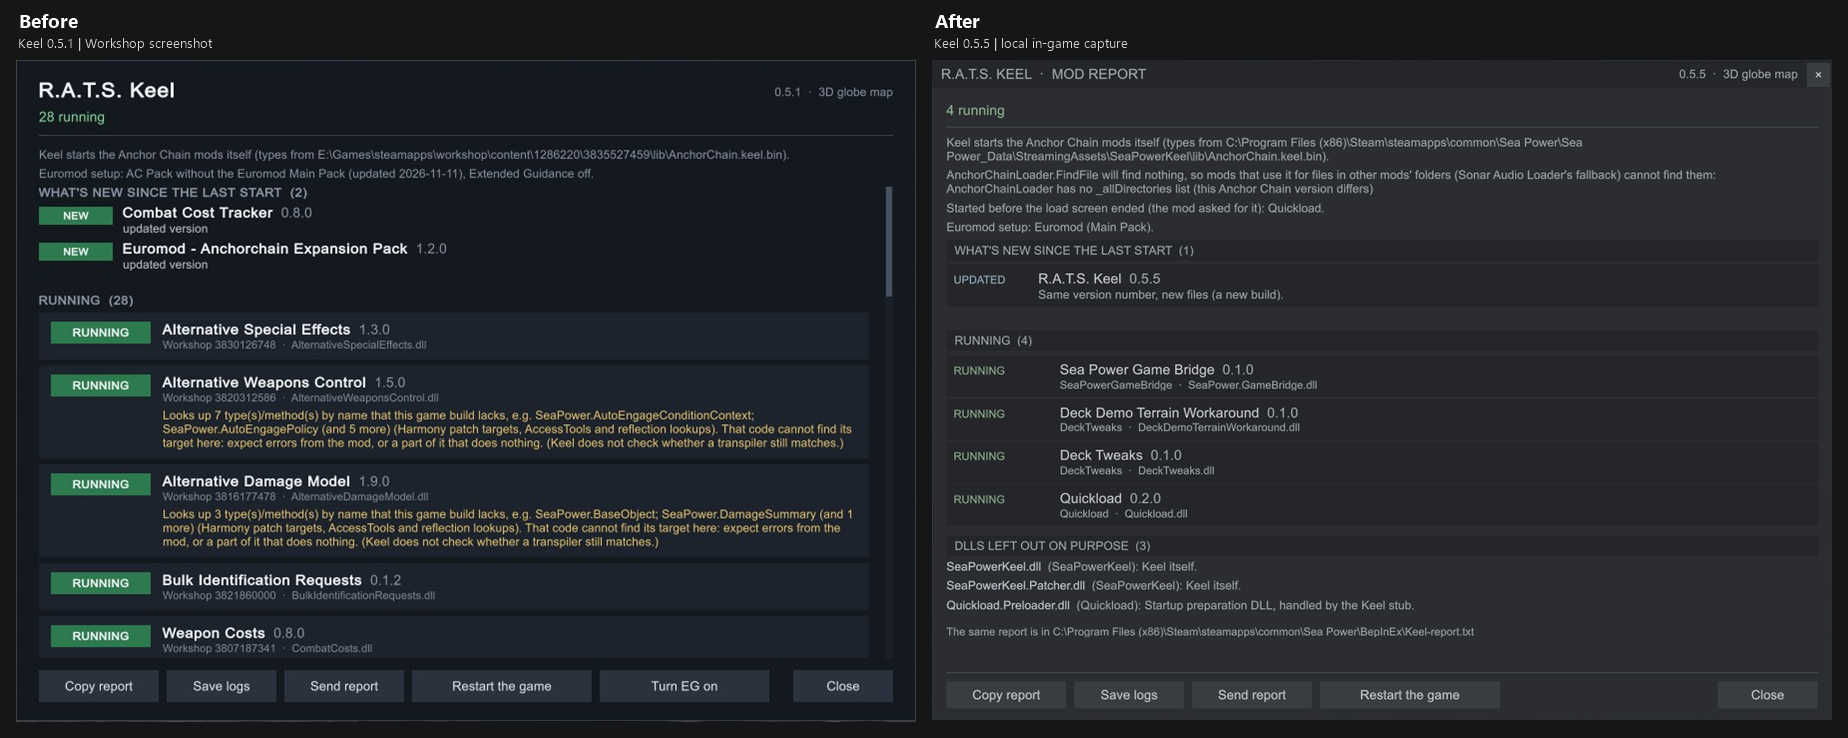 Before
Keel 0.5.1 | Workshop screenshot
R.A.T.S. Keel
0.5.1 · 3D globe map
28 running
Keel starts the Anchor Chain mods itself (types from E:\Games\steamapps\workshop\content\1286220\3835527459\lib\AnchorChain.keel.bin).
Euromod setup: AC Pack without the Euromod Main Pack (updated 2026-11-11), Extended Guidance off.
WHAT'S NEW SINCE THE LAST START (2)
NEW Combat Cost Tracker 0.8.0
updated version
NEW Euromod - Anchorchain Expansion Pack 1.2.0
updated version
RUNNING (28)
RUNNING Alternative Special Effects 1.3.0
Workshop 3830126748 · AlternativeSpecialEffects.dll
RUNNING Alternative Weapons Control 1.5.0
Workshop 3820312586 · AlternativeWeaponsControl.dll
Looks up 7 type(s)/method(s) by name that this game build lacks, e.g. SeaPower.AutoEngageConditionContext;
SeaPower.AutoEngagePolicy (and 5 more) (Harmony patch targets, AccessTools and reflection lookups). That code cannot find its
target here: expect errors from the mod, or a part of it that does nothing. (Keel does not check whether a transpiler still matches.)
RUNNING Alternative Damage Model 1.9.0
Workshop 3816177478 · AlternativeDamageModel.dll
Looks up 3 type(s)/method(s) by name that this game build lacks, e.g. SeaPower.BaseObject; SeaPower.DamageSummary (and 1
more) (Harmony patch targets, AccessTools and reflection lookups). That code cannot find its target here: expect errors from the
mod, or a part of it that does nothing. (Keel does not check whether a transpiler still matches.)
RUNNING Bulk Identification Requests 0.1.2
Workshop 3821860000 · BulkIdentificationRequests.dll
RUNNING Weapon Costs 0.8.0
Workshop 3807187341 · CombatCosts.dll
Copy report Save logs Send report Restart the game Turn EG on Close
After
Keel 0.5.5 | local in-game capture
R.A.T.S. KEEL · MOD REPORT
0.5.5 · 3D globe map ×
4 running
Keel starts the Anchor Chain mods itself (types from C:\Program Files (x86)\Steam\steamapps\common\Sea Power\Sea
Power_Data\StreamingAssets\SeaPowerKeel\lib\AnchorChain.keel.bin).
AnchorChainLoader.FindFile will find nothing, so mods that use it for files in other mods' folders (Sonar Audio Loader's fallback) cannot find them:
AnchorChainLoader has no _allDirectories list (this Anchor Chain version differs)
Started before the load screen ended (the mod asked for it): Quickload.
Euromod setup: Euromod (Main Pack).
WHAT'S NEW SINCE THE LAST START (1)
UPDATED R.A.T.S. Keel 0.5.5
Same version number, new files (a new build).
RUNNING (4)
RUNNING Sea Power Game Bridge 0.1.0
SeaPowerGameBridge · SeaPower.GameBridge.dll
RUNNING Deck Demo Terrain Workaround 0.1.0
DeckTweaks · DeckDemoTerrainWorkaround.dll
RUNNING Deck Tweaks 0.1.0
DeckTweaks · DeckTweaks.dll
RUNNING Quickload 0.2.0
Quickload · Quickload.dll
DLLS LEFT OUT ON PURPOSE (3)
SeaPowerKeel.dll (SeaPowerKeel): Keel itself.
SeaPowerKeel.Patcher.dll (SeaPowerKeel): Keel itself.
Quickload.Preloader.dll (Quickload): Startup preparation DLL, handled by the Keel stub.
The same report is in C:\Program Files (x86)\Steam\steamapps\common\Sea Power\BepInEx\Keel-report.txt
Copy report Save logs Send report Restart the game Close